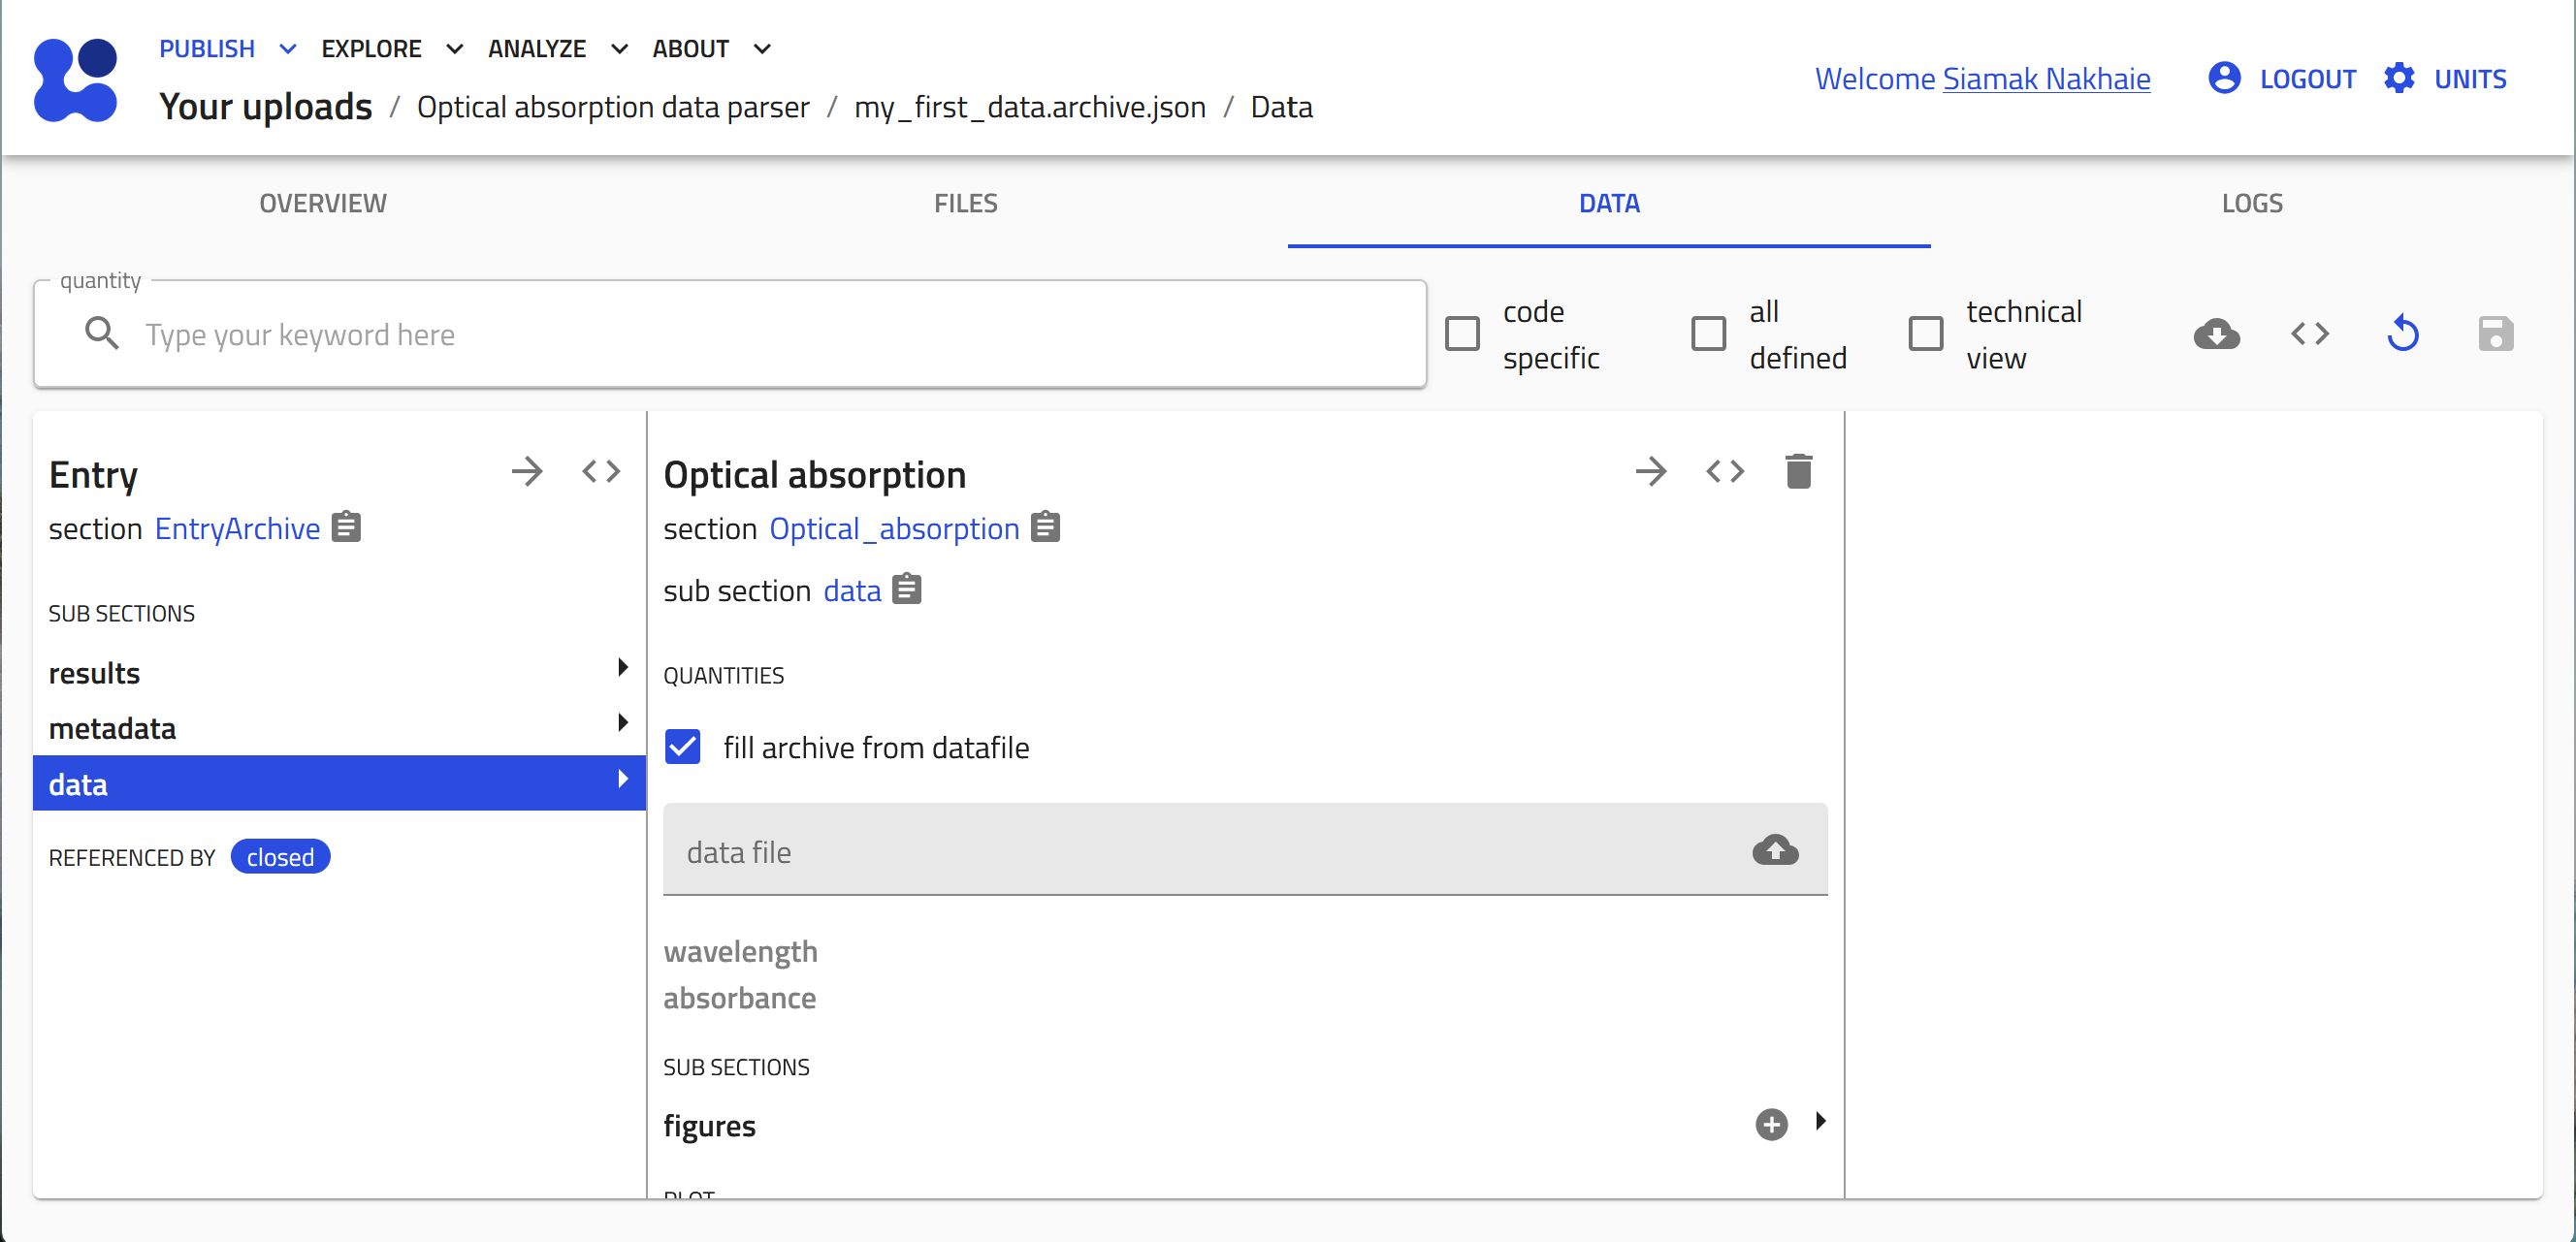 PUBLISH EXPLORE ANALYZE ABOUT
Your uploads / Optical absorption data parser / my_first_data.archive.json / Data
Welcome Siamak Nakhaie LOGOUT UNITS
OVERVIEW FILES DATA LOGS
quantity
Type your keyword here
code specific
all defined
technical view
Entry
section EntryArchive
SUB SECTIONS
results
metadata
data
REFERENCED BY closed
Optical absorption
section Optical_absorption
sub section data
QUANTITIES
fill archive from datafile
data file
wavelength
absorbance
SUB SECTIONS
figures
PLOT